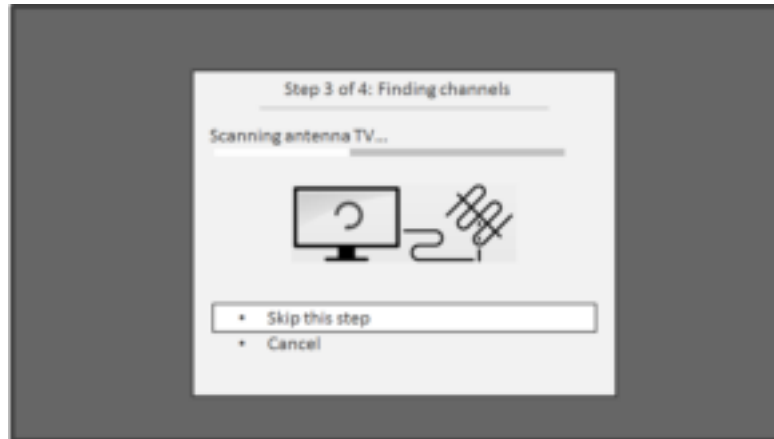 Step 3 of 4: Finding channels
Scanning antenna TV...
• Skip this step
• Cancel